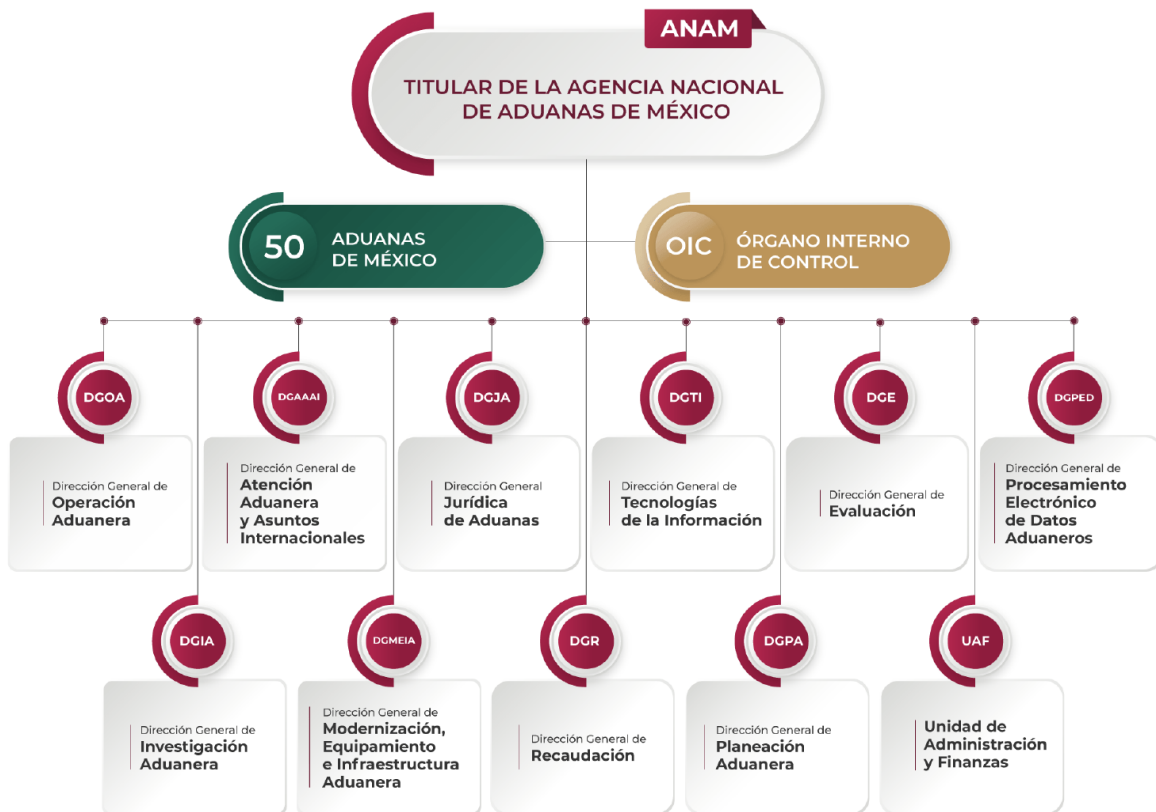 ANAM
TITULAR DE LA AGENCIA NACIONAL
DE ADUANAS DE MÉXICO
50
ADUANAS
DE MÉXICO
OIC
ÓRGANO INTERNO
DE CONTROL
DGOA
Dirección General de
Operación
Aduanera
DGAAAI
Dirección General de
Atención
Aduanera
y Asuntos
Internacionales
DGJA
Dirección General
Jurídica
de Aduanas
DGTI
Dirección General de
Tecnologías
de la Información
DGE
Dirección General de
Evaluación
DGPED
Dirección General de
Procesamiento
Electrónico
de Datos
Aduaneros
DGIA
Dirección General de
Investigación
Aduanera
DGMEIA
Dirección General de
Modernización,
Equipamiento
e Infraestructura
Aduanera
DGR
Dirección General de
Recaudación
DGPA
Dirección General de
Planeación
Aduanera
UAF
Unidad de
Administración
y Finanzas